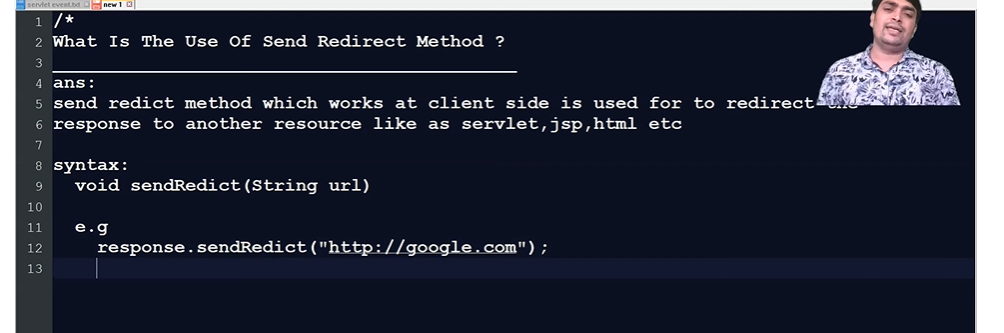 servlet event.txt new 1
1 /*
2 What Is The Use Of Send Redirect Method ?
3
4 ans:
5 send redict method which works at client side is used for to redirect
6 response to another resource like as servlet,jsp,html etc
7
8 syntax:
9 void sendRedict(String url)
10
11 e.g
12 response.sendRedict("http://google.com");
13